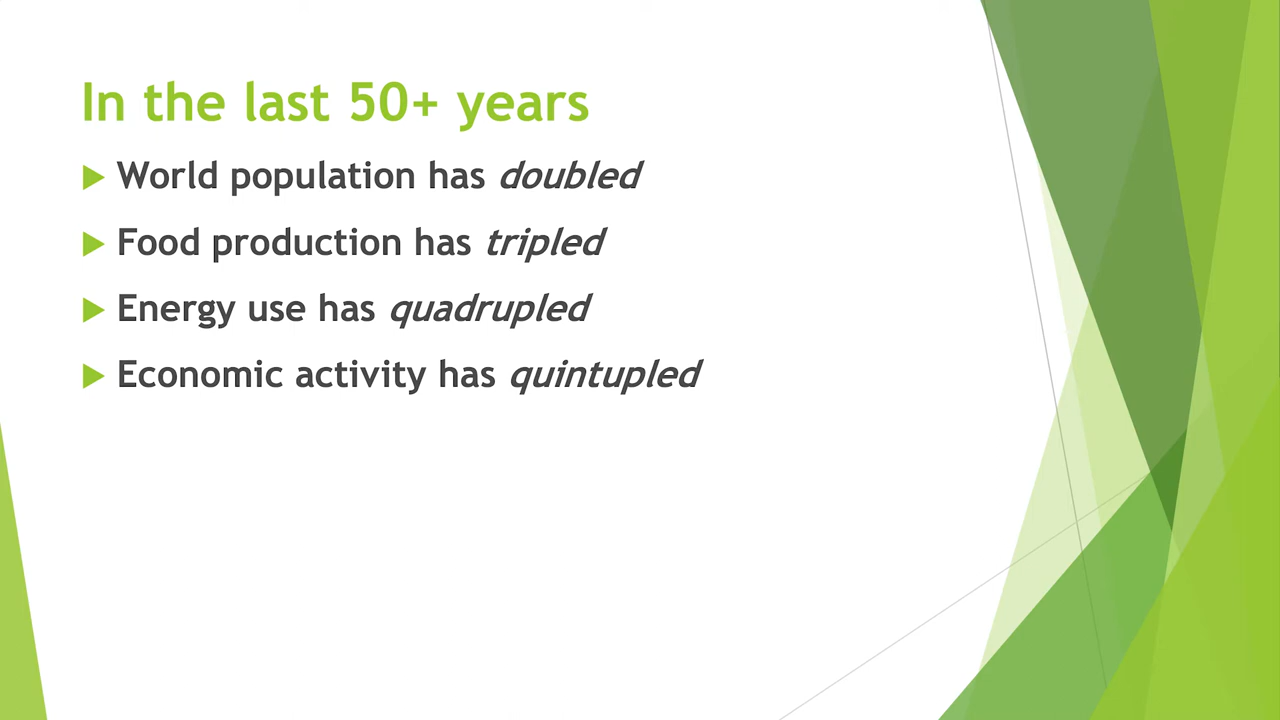 In the last 50+ years
World population has doubled
Food production has tripled
Energy use has quadrupled
Economic activity has quintupled